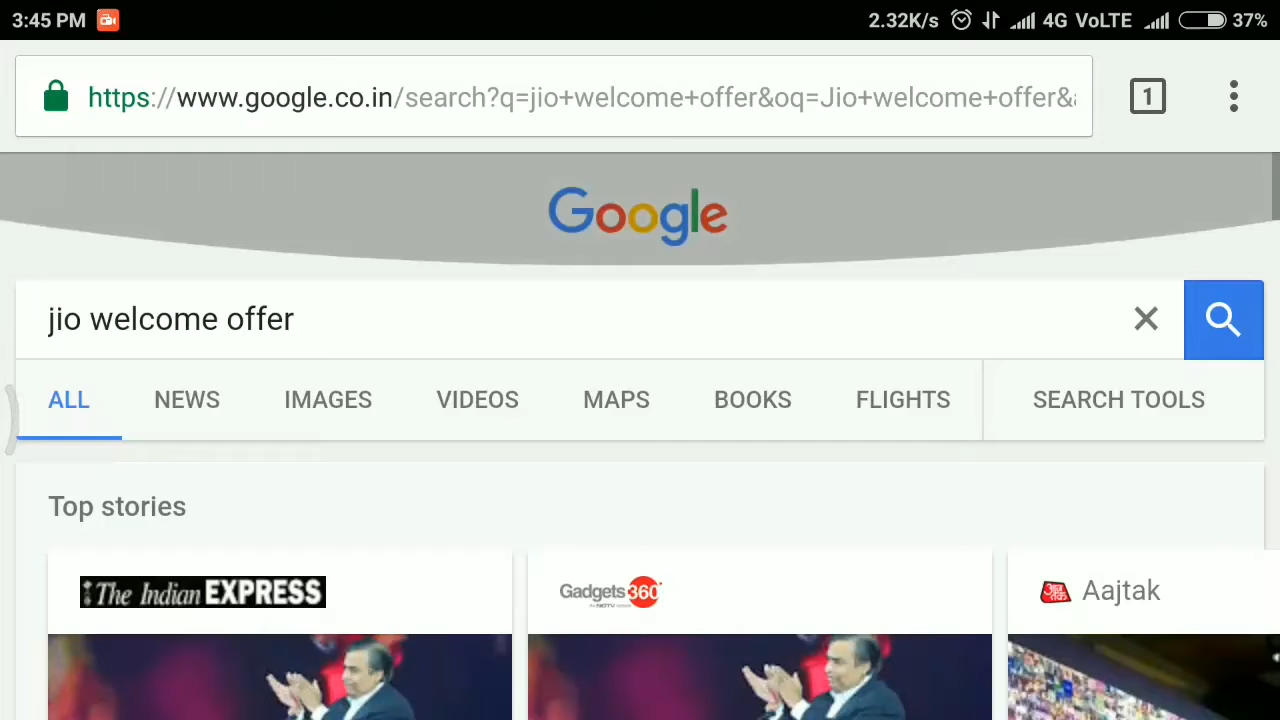 3:45 PM 2.32K/s 4G VoLTE 37%
https://www.google.co.in/search?q=jio+welcome+offer&oq=Jio+welcome+offer& 1
Google
jio welcome offer
ALL NEWS IMAGES VIDEOS MAPS BOOKS FLIGHTS SEARCH TOOLS
Top stories
The Indian EXPRESS Gadgets 360 आज तक Aajtak